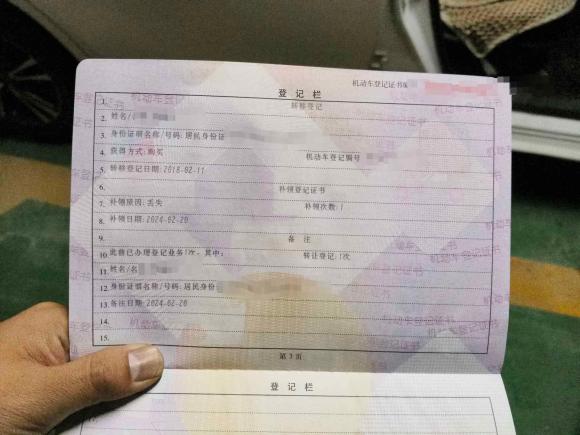 机动车登记证书编
登 记 栏
1. 转移登记
2. 姓名/
3. 身份证明名称/号码:居民身份证
4. 获得方式:购买 机动车登记编号
5. 转移登记日期:2018-02-11
6. 补领登记证书
7. 补领原因:丢失 补领次数:1
8. 补领日期:2024-02-20
9. 备 注
10. 此前已办理登记业务1次,其中: 转让登记:1次
11. 姓名/名
12. 身份证明名称/号码:居民身份
13. 备注日期:2024-02-20
14.
15.
第 3 页
登 记 栏
1.